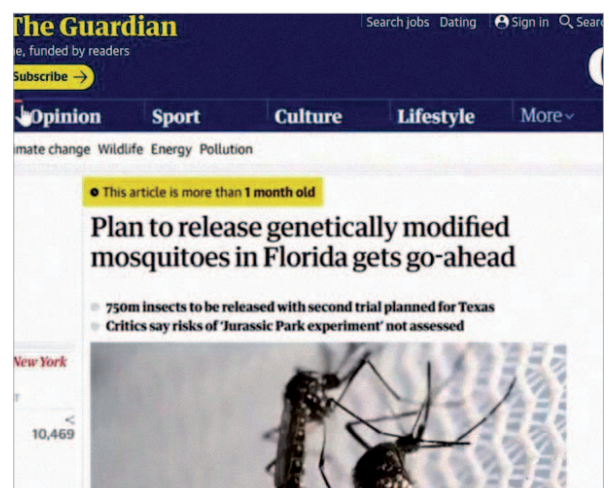 The Guardian
Search jobs Dating Sign in Sear
e, funded by readers
Subscribe →
Opinion Sport Culture Lifestyle More
imate change Wildlife Energy Pollution
This article is more than 1 month old
Plan to release genetically modified
mosquitoes in Florida gets go-ahead
750m insects to be released with second trial planned for Texas
Critics say risks of 'Jurassic Park experiment' not assessed
New York
T
10,469